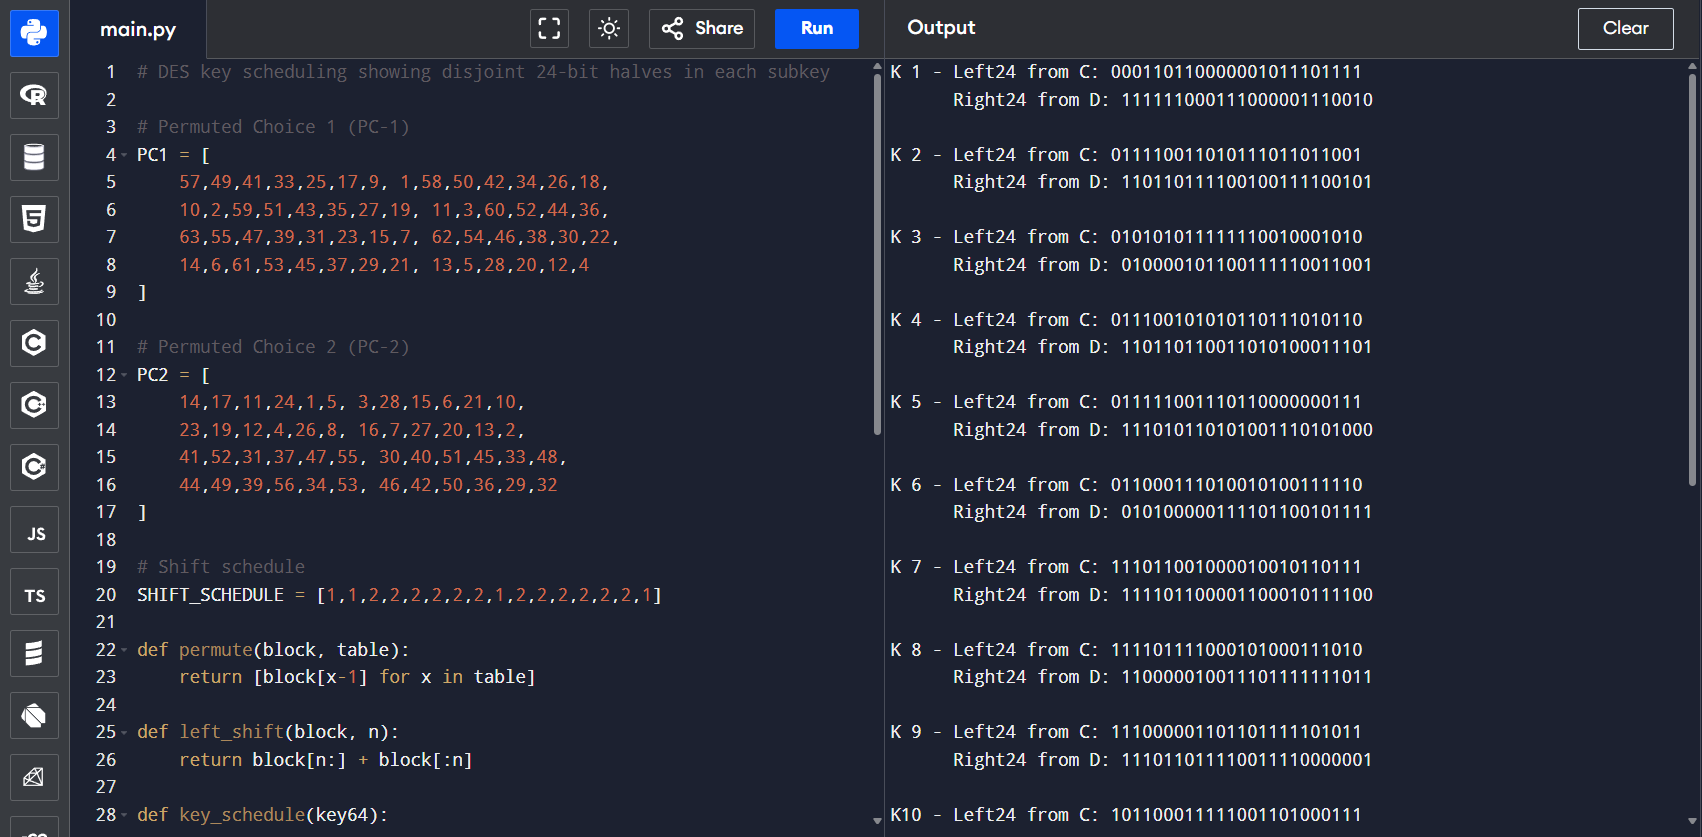 main.py
Share
Run
Output
Clear
1 # DES key scheduling showing disjoint 24-bit halves in each subkey
2
3 # Permuted Choice 1 (PC-1)
4 PC1 = [
5     57,49,41,33,25,17,9, 1,58,50,42,34,26,18,
6     10,2,59,51,43,35,27,19, 11,3,60,52,44,36,
7     63,55,47,39,31,23,15,7, 62,54,46,38,30,22,
8     14,6,61,53,45,37,29,21, 13,5,28,20,12,4
9 ]
10
11 # Permuted Choice 2 (PC-2)
12 PC2 = [
13     14,17,11,24,1,5, 3,28,15,6,21,10,
14     23,19,12,4,26,8, 16,7,27,20,13,2,
15     41,52,31,37,47,55, 30,40,51,45,33,48,
16     44,49,39,56,34,53, 46,42,50,36,29,32
17 ]
18
19 # Shift schedule
20 SHIFT_SCHEDULE = [1,1,2,2,2,2,2,2,1,2,2,2,2,2,2,1]
21
22 def permute(block, table):
23     return [block[x-1] for x in table]
24
25 def left_shift(block, n):
26     return block[n:] + block[:n]
27
28 def key_schedule(key64):
K 1 - Left24 from C: 000110110000001011101111
Right24 from D: 111111000111000001110010
K 2 - Left24 from C: 011110011010111011011001
Right24 from D: 110110111100100111100101
K 3 - Left24 from C: 010101011111110010001010
Right24 from D: 010000101100111110011001
K 4 - Left24 from C: 011100101010110111010110
Right24 from D: 110110110011010100011101
K 5 - Left24 from C: 011111001110110000000111
Right24 from D: 111010110101001110101000
K 6 - Left24 from C: 011000111010010100111110
Right24 from D: 010100000111101100101111
K 7 - Left24 from C: 111011001000010010110111
Right24 from D: 111101100001100010111100
K 8 - Left24 from C: 111101111000101000111010
Right24 from D: 110000010011101111111011
K 9 - Left24 from C: 111000001101101111101011
Right24 from D: 111011011110011110000001
K10 - Left24 from C: 101100011111001101000111
JS
TS